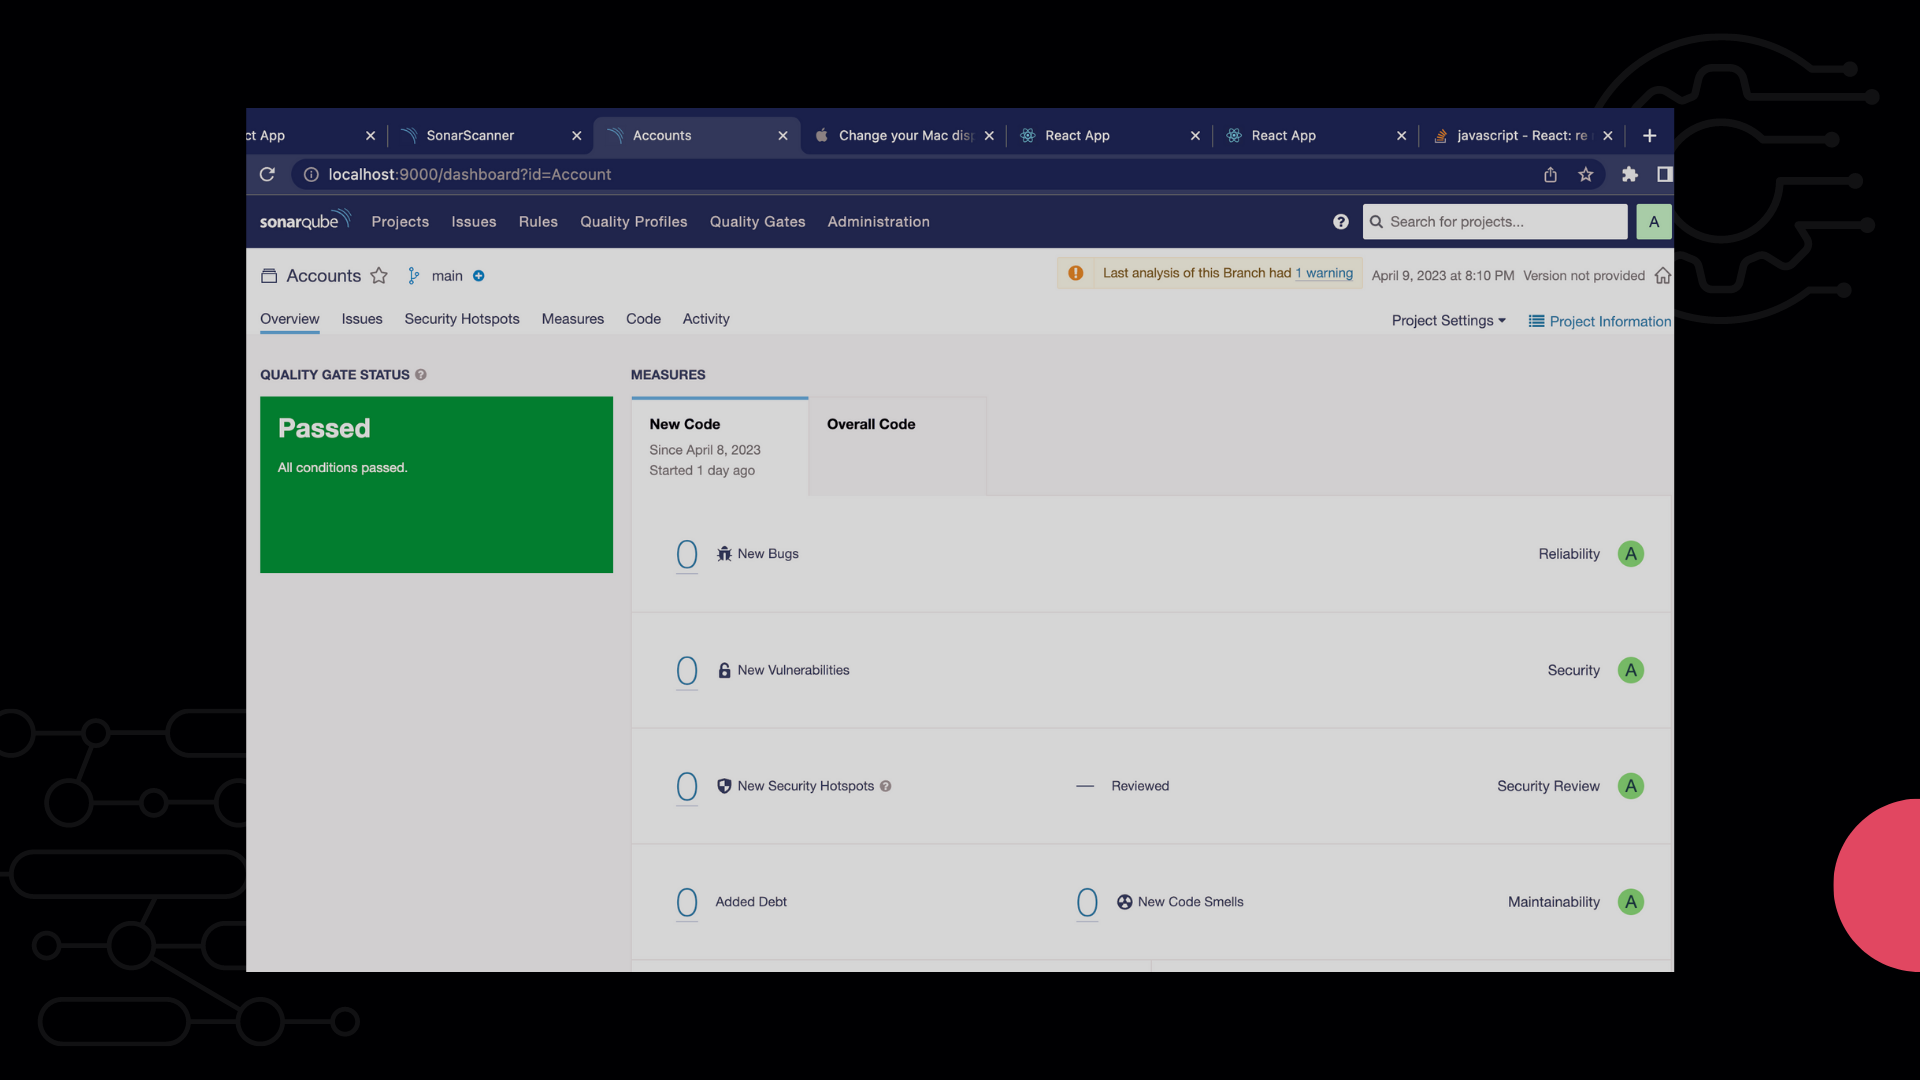 ct App SonarScanner Accounts Change your Mac dis React App React App javascript - React: re
localhost:9000/dashboard?id=Account
sonarqube Projects Issues Rules Quality Profiles Quality Gates Administration ? Search for projects... A
Accounts main Last analysis of this Branch had 1 warning April 9, 2023 at 8:10 PM Version not provided
Overview Issues Security Hotspots Measures Code Activity Project Settings Project Information
QUALITY GATE STATUS ? MEASURES
Passed
All conditions passed.
New Code
Since April 8, 2023
Started 1 day ago
Overall Code
0 New Bugs Reliability A
0 New Vulnerabilities Security A
0 New Security Hotspots ? — Reviewed Security Review A
0 Added Debt 0 New Code Smells Maintainability A